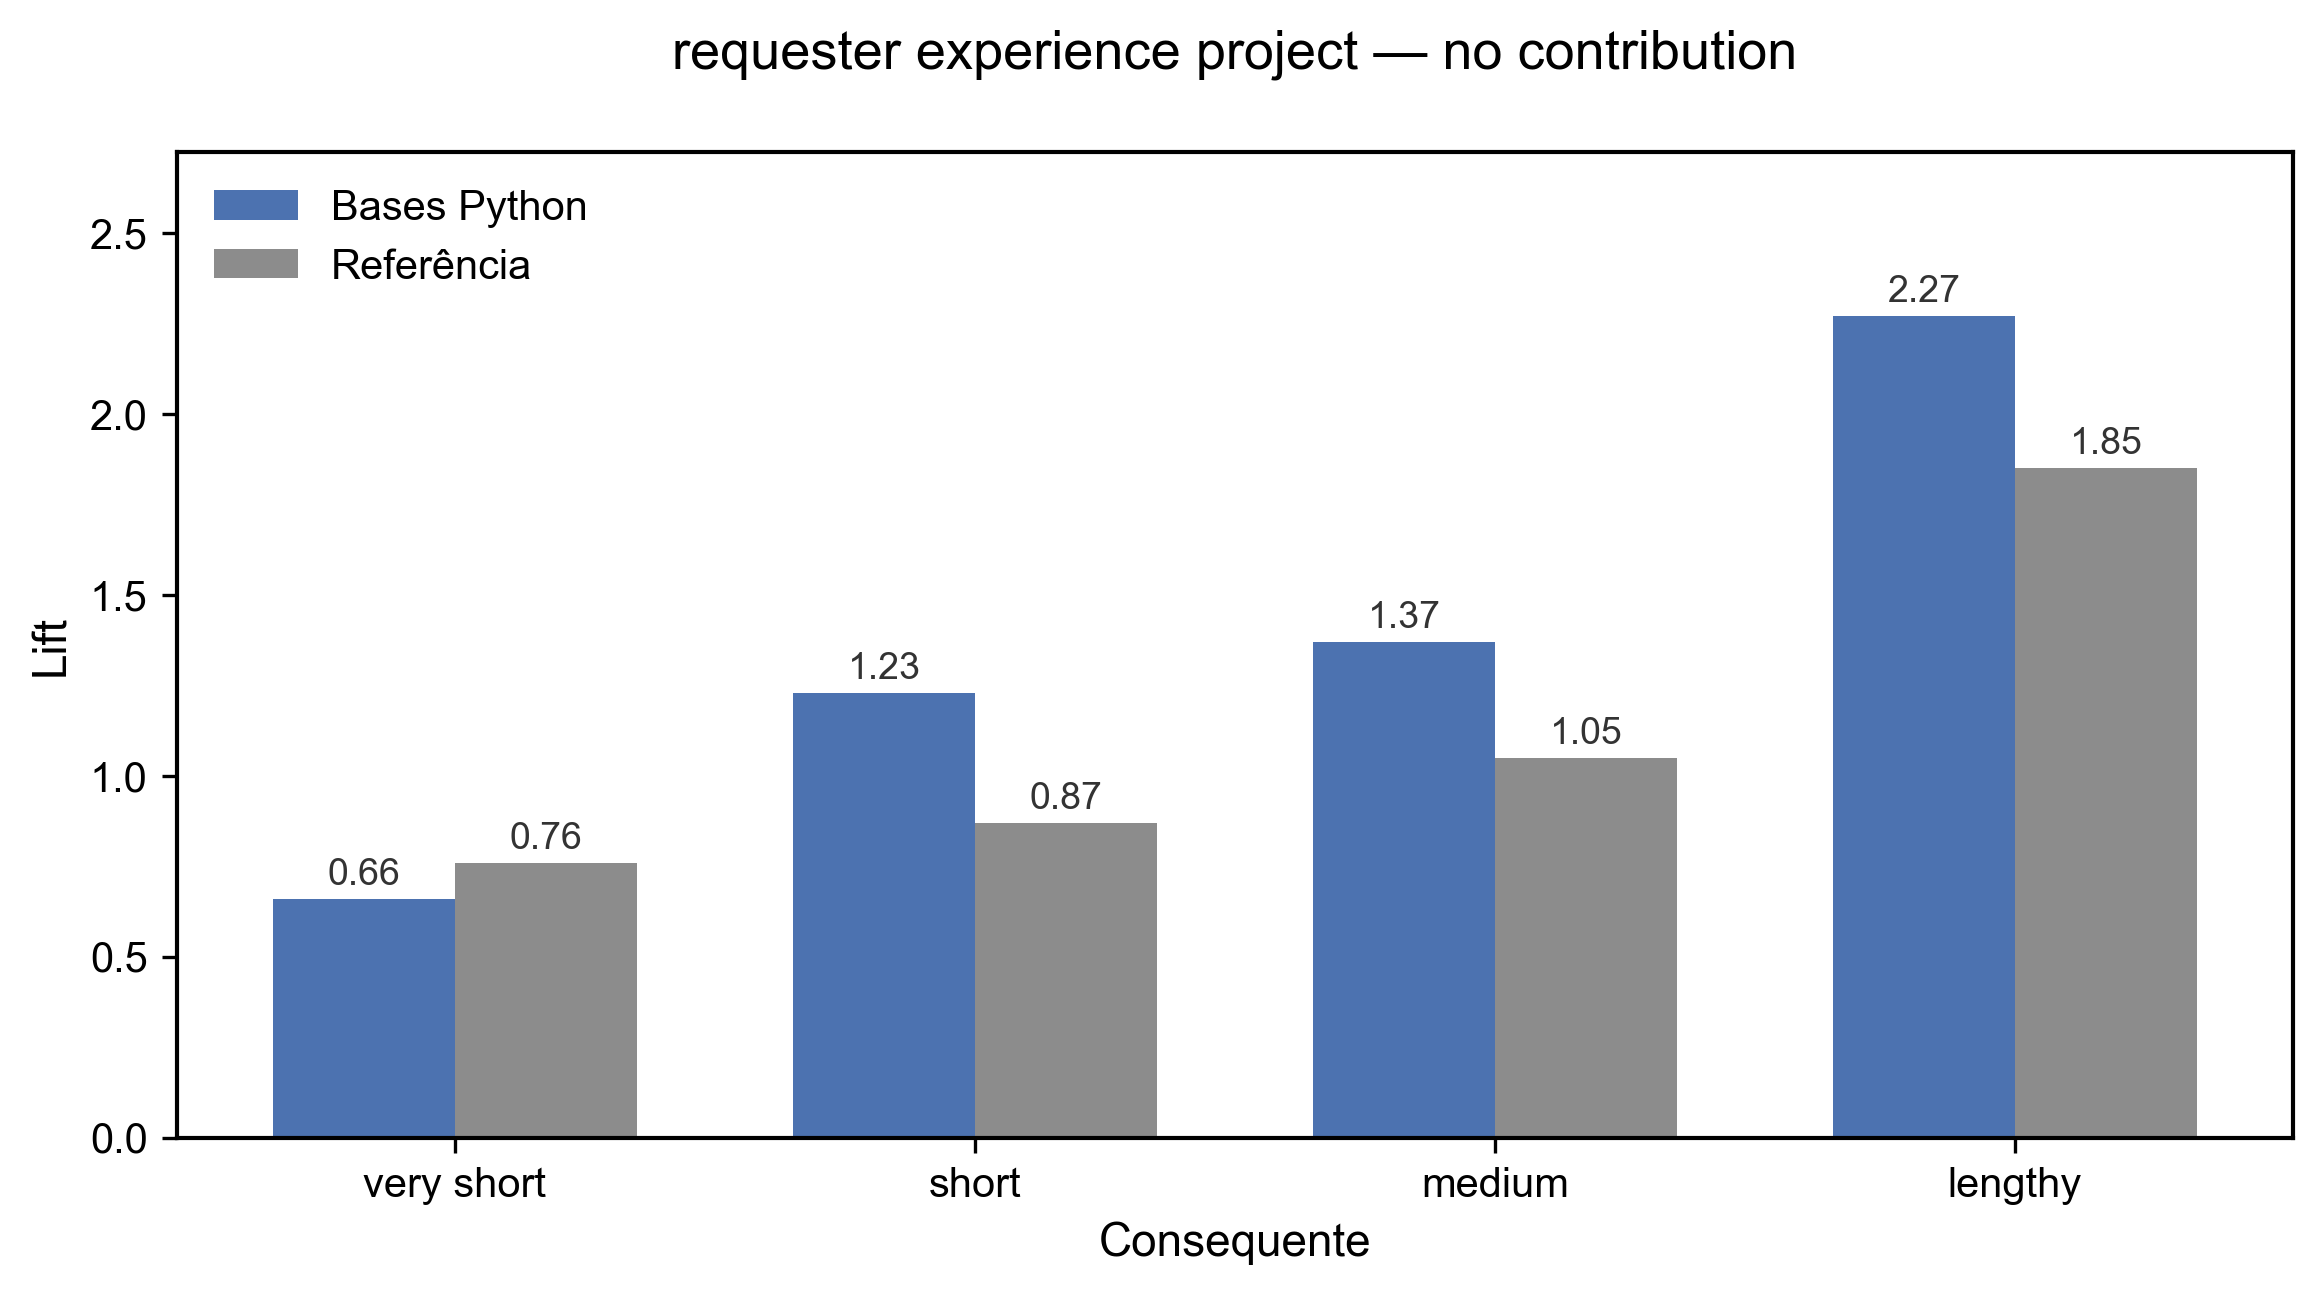 requester experience project — no contribution
Bases Python
Referência
2.5
2.0
1.5
1.0
0.5
0.0
Lift
0.66
0.76
1.23
0.87
1.37
1.05
2.27
1.85
very short
short
medium
lengthy
Consequente